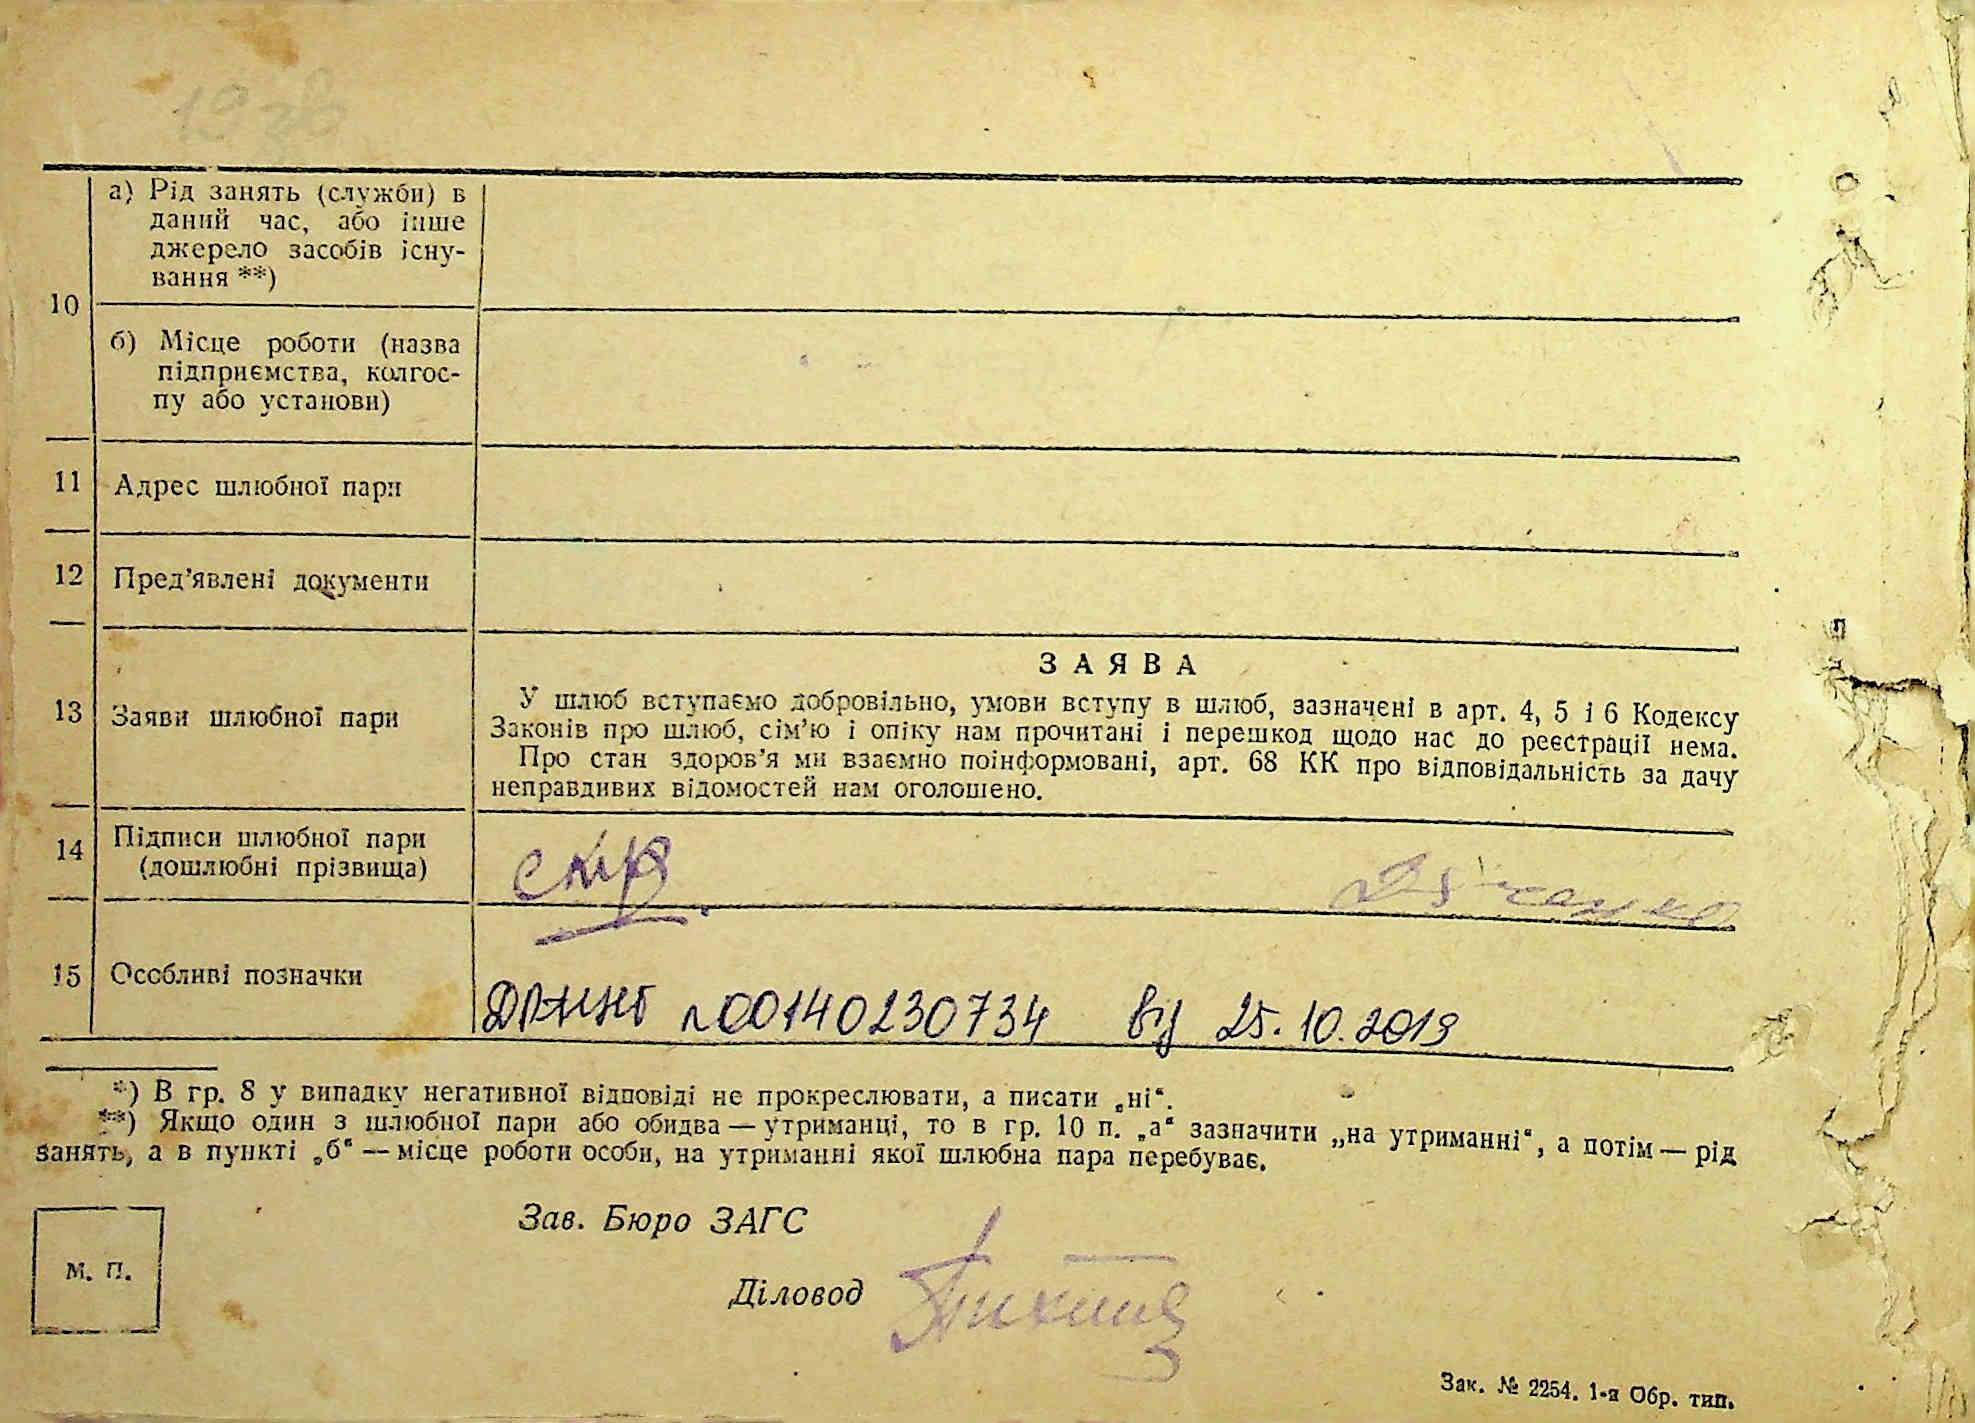 10
а) Рід занять (служби) в
даний час, або інше
джерело засобів існу-
вання **)
б) Місце роботи (назва
підприємства, колгос-
пу або установи)
11 Адрес шлюбної пари
12 Пред'явлені документи
13 Заяви шлюбної пари
ЗАЯВА
У шлюб вступаємо добровільно, умови вступу в шлюб, зазначені в арт. 4, 5 і 6 Кодексу
Законів про шлюб, сім'ю і опіку нам прочитані і перешкод щодо нас до реєстрації нема.
Про стан здоров'я ми взаємно поінформовані, арт. 68 КК про відповідальність за дачу
неправдивих відомостей нам оголошено.
14 Підписи шлюбної пари
(дошлюбні прізвища)
15 Особливі позначки
00140230734 від 25.10.2019
*) В гр. 8 у випадку негативної відповіді не прокреслювати, а писати „ні“.
**) Якщо один з шлюбної пари або обидва — утриманці, то в гр. 10 п. „а“ зазначити „на утриманні“, а потім — рід
занять, а в пункті „б“ — місце роботи особи, на утриманні якої шлюбна пара перебуває.
Зав. Бюро ЗАГС
М. П.
Діловод
Зак. № 2254. 1-а Обр. тип.